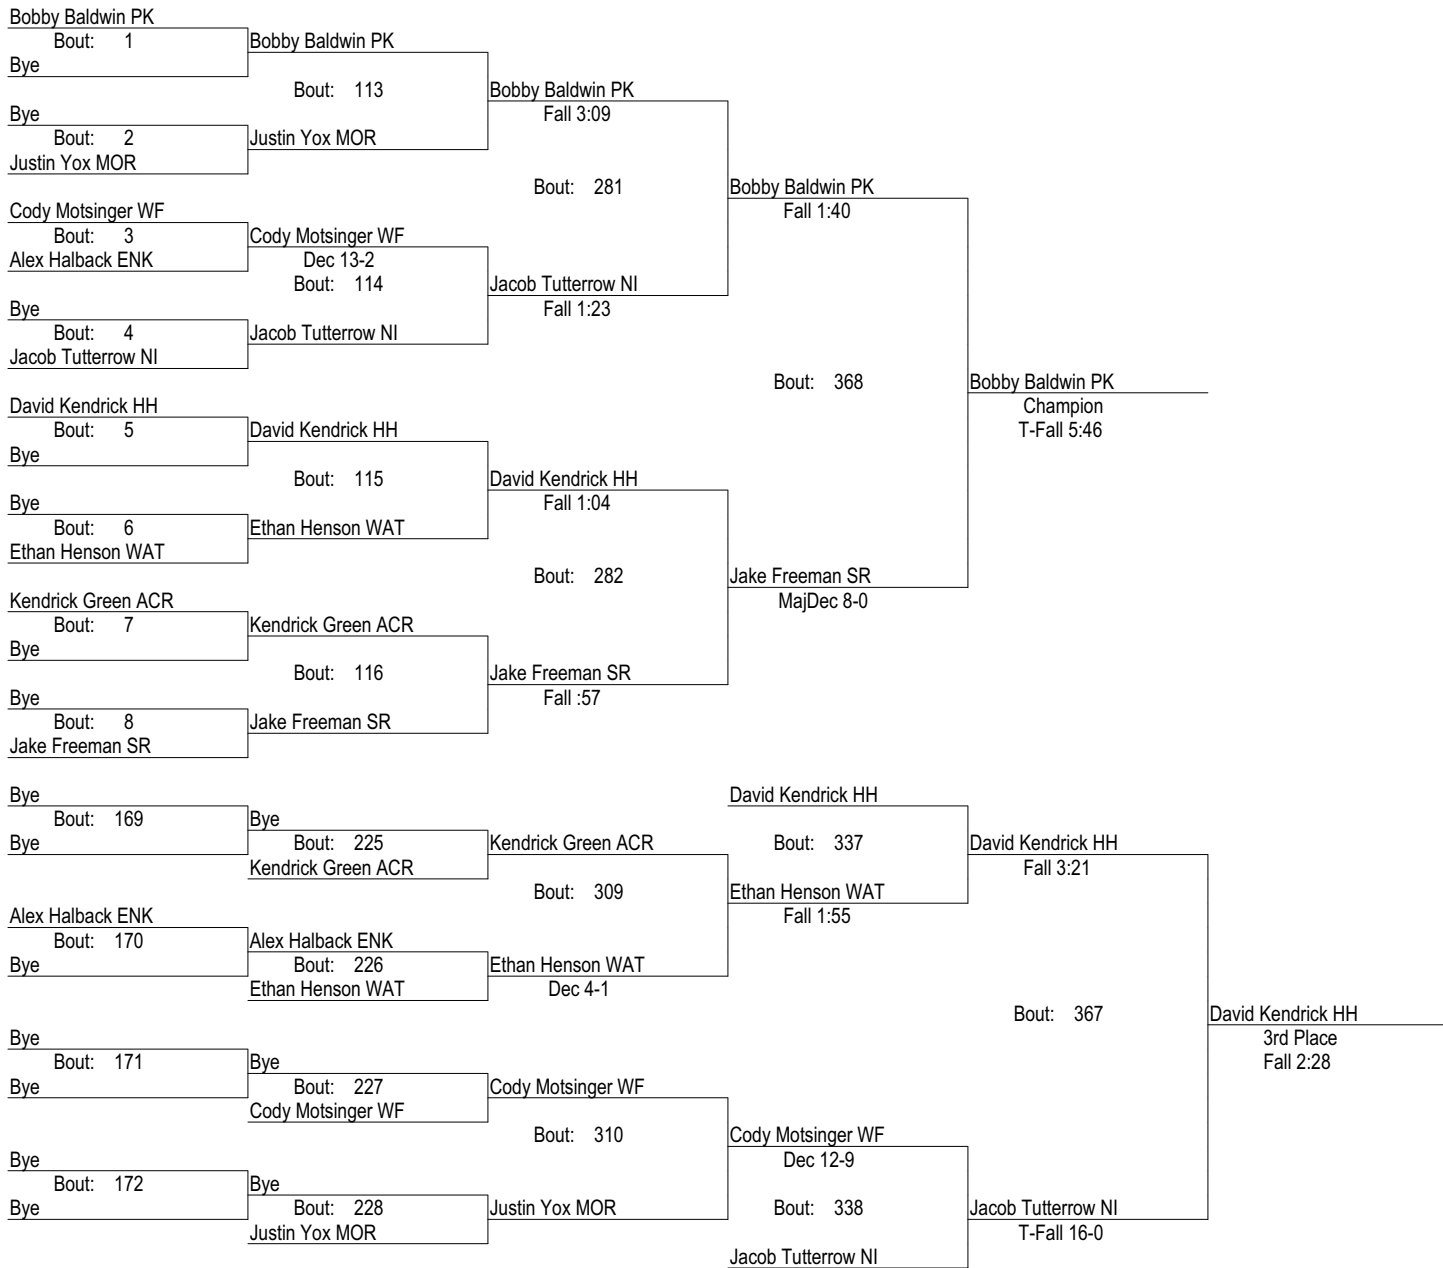 Bobby Baldwin PK
Bout: 1
Bye
Bobby Baldwin PK
Bout: 113
Bye
Bout: 2
Justin Yox MOR
Justin Yox MOR
Bobby Baldwin PK
Fall 3:09
Bout: 281
Cody Motsinger WF
Bout: 3
Alex Halback ENK
Cody Motsinger WF
Dec 13-2
Bout: 114
Bye
Bout: 4
Jacob Tutterrow NI
Jacob Tutterrow NI
Jacob Tutterrow NI
Fall 1:23
Bobby Baldwin PK
Fall 1:40
Bout: 368
David Kendrick HH
Bout: 5
Bye
David Kendrick HH
Bout: 115
Bye
Bout: 6
Ethan Henson WAT
Ethan Henson WAT
David Kendrick HH
Fall 1:04
Bout: 282
Kendrick Green ACR
Bout: 7
Bye
Kendrick Green ACR
Bout: 116
Bye
Bout: 8
Jake Freeman SR
Jake Freeman SR
Jake Freeman SR
Fall :57
Jake Freeman SR
MajDec 8-0
Bobby Baldwin PK
Champion
T-Fall 5:46
Bye
Bout: 169
Bye
Bye
Bout: 225
Kendrick Green ACR
Kendrick Green ACR
Bout: 309
Alex Halback ENK
Bout: 170
Bye
Alex Halback ENK
Bout: 226
Ethan Henson WAT
Ethan Henson WAT
Dec 4-1
David Kendrick HH
Bout: 337
Ethan Henson WAT
Fall 1:55
David Kendrick HH
Fall 3:21
Bout: 367
Bye
Bout: 171
Bye
Bye
Bout: 227
Cody Motsinger WF
Cody Motsinger WF
Bout: 310
Bye
Bout: 172
Bye
Bye
Bout: 228
Justin Yox MOR
Justin Yox MOR
Cody Motsinger WF
Dec 12-9
Bout: 338
Jacob Tutterrow NI
Jacob Tutterrow NI
T-Fall 16-0
David Kendrick HH
3rd Place
Fall 2:28